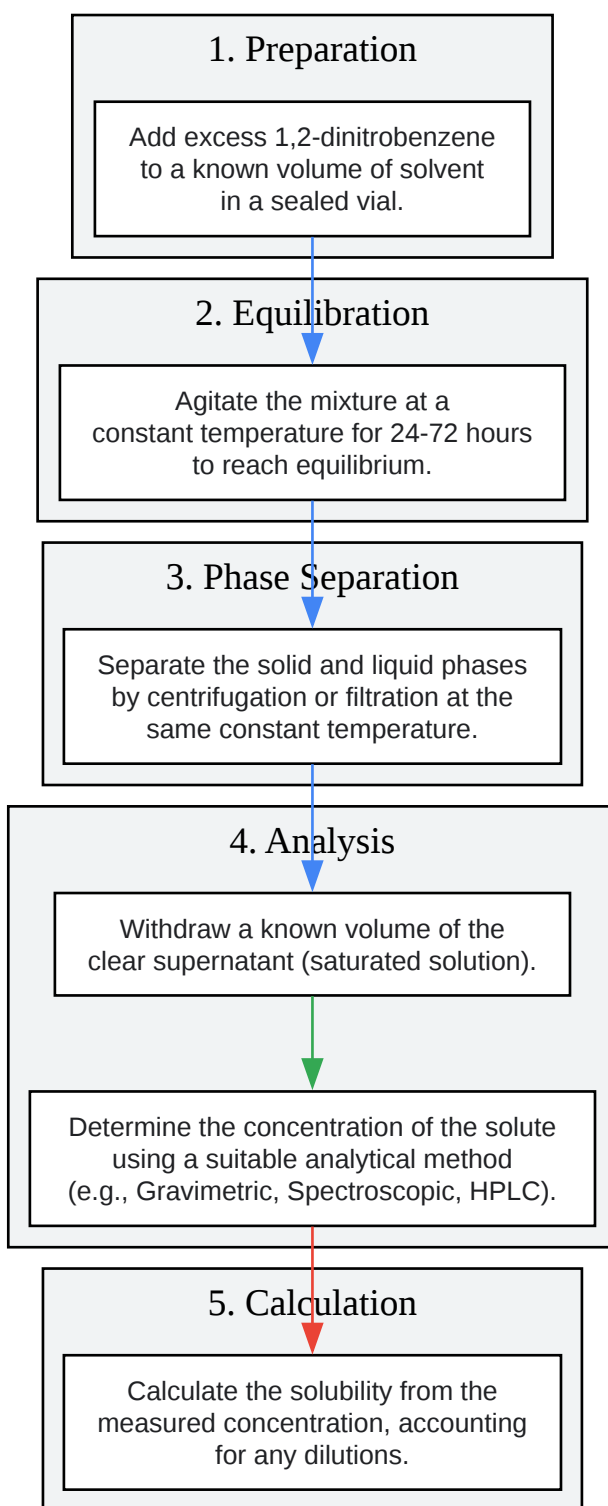 1. Preparation
Add excess 1,2-dinitrobenzene
to a known volume of solvent
in a sealed vial.
2. Equilibration
Agitate the mixture at a
constant temperature for 24-72 hours
to reach equilibrium.
3. Phase Separation
Separate the solid and liquid phases
by centrifugation or filtration at the
same constant temperature.
4. Analysis
Withdraw a known volume of the
clear supernatant (saturated solution).
Determine the concentration of the solute
using a suitable analytical method
(e.g., Gravimetric, Spectroscopic, HPLC).
5. Calculation
Calculate the solubility from the
measured concentration, accounting
for any dilutions.